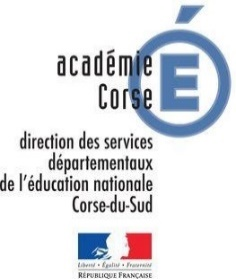 académie
Corse
É
direction des services
départementaux
de l'éducation nationale
Corse-du-Sud
Liberté • Égalité • Fraternité
RÉPUBLIQUE FRANÇAISE